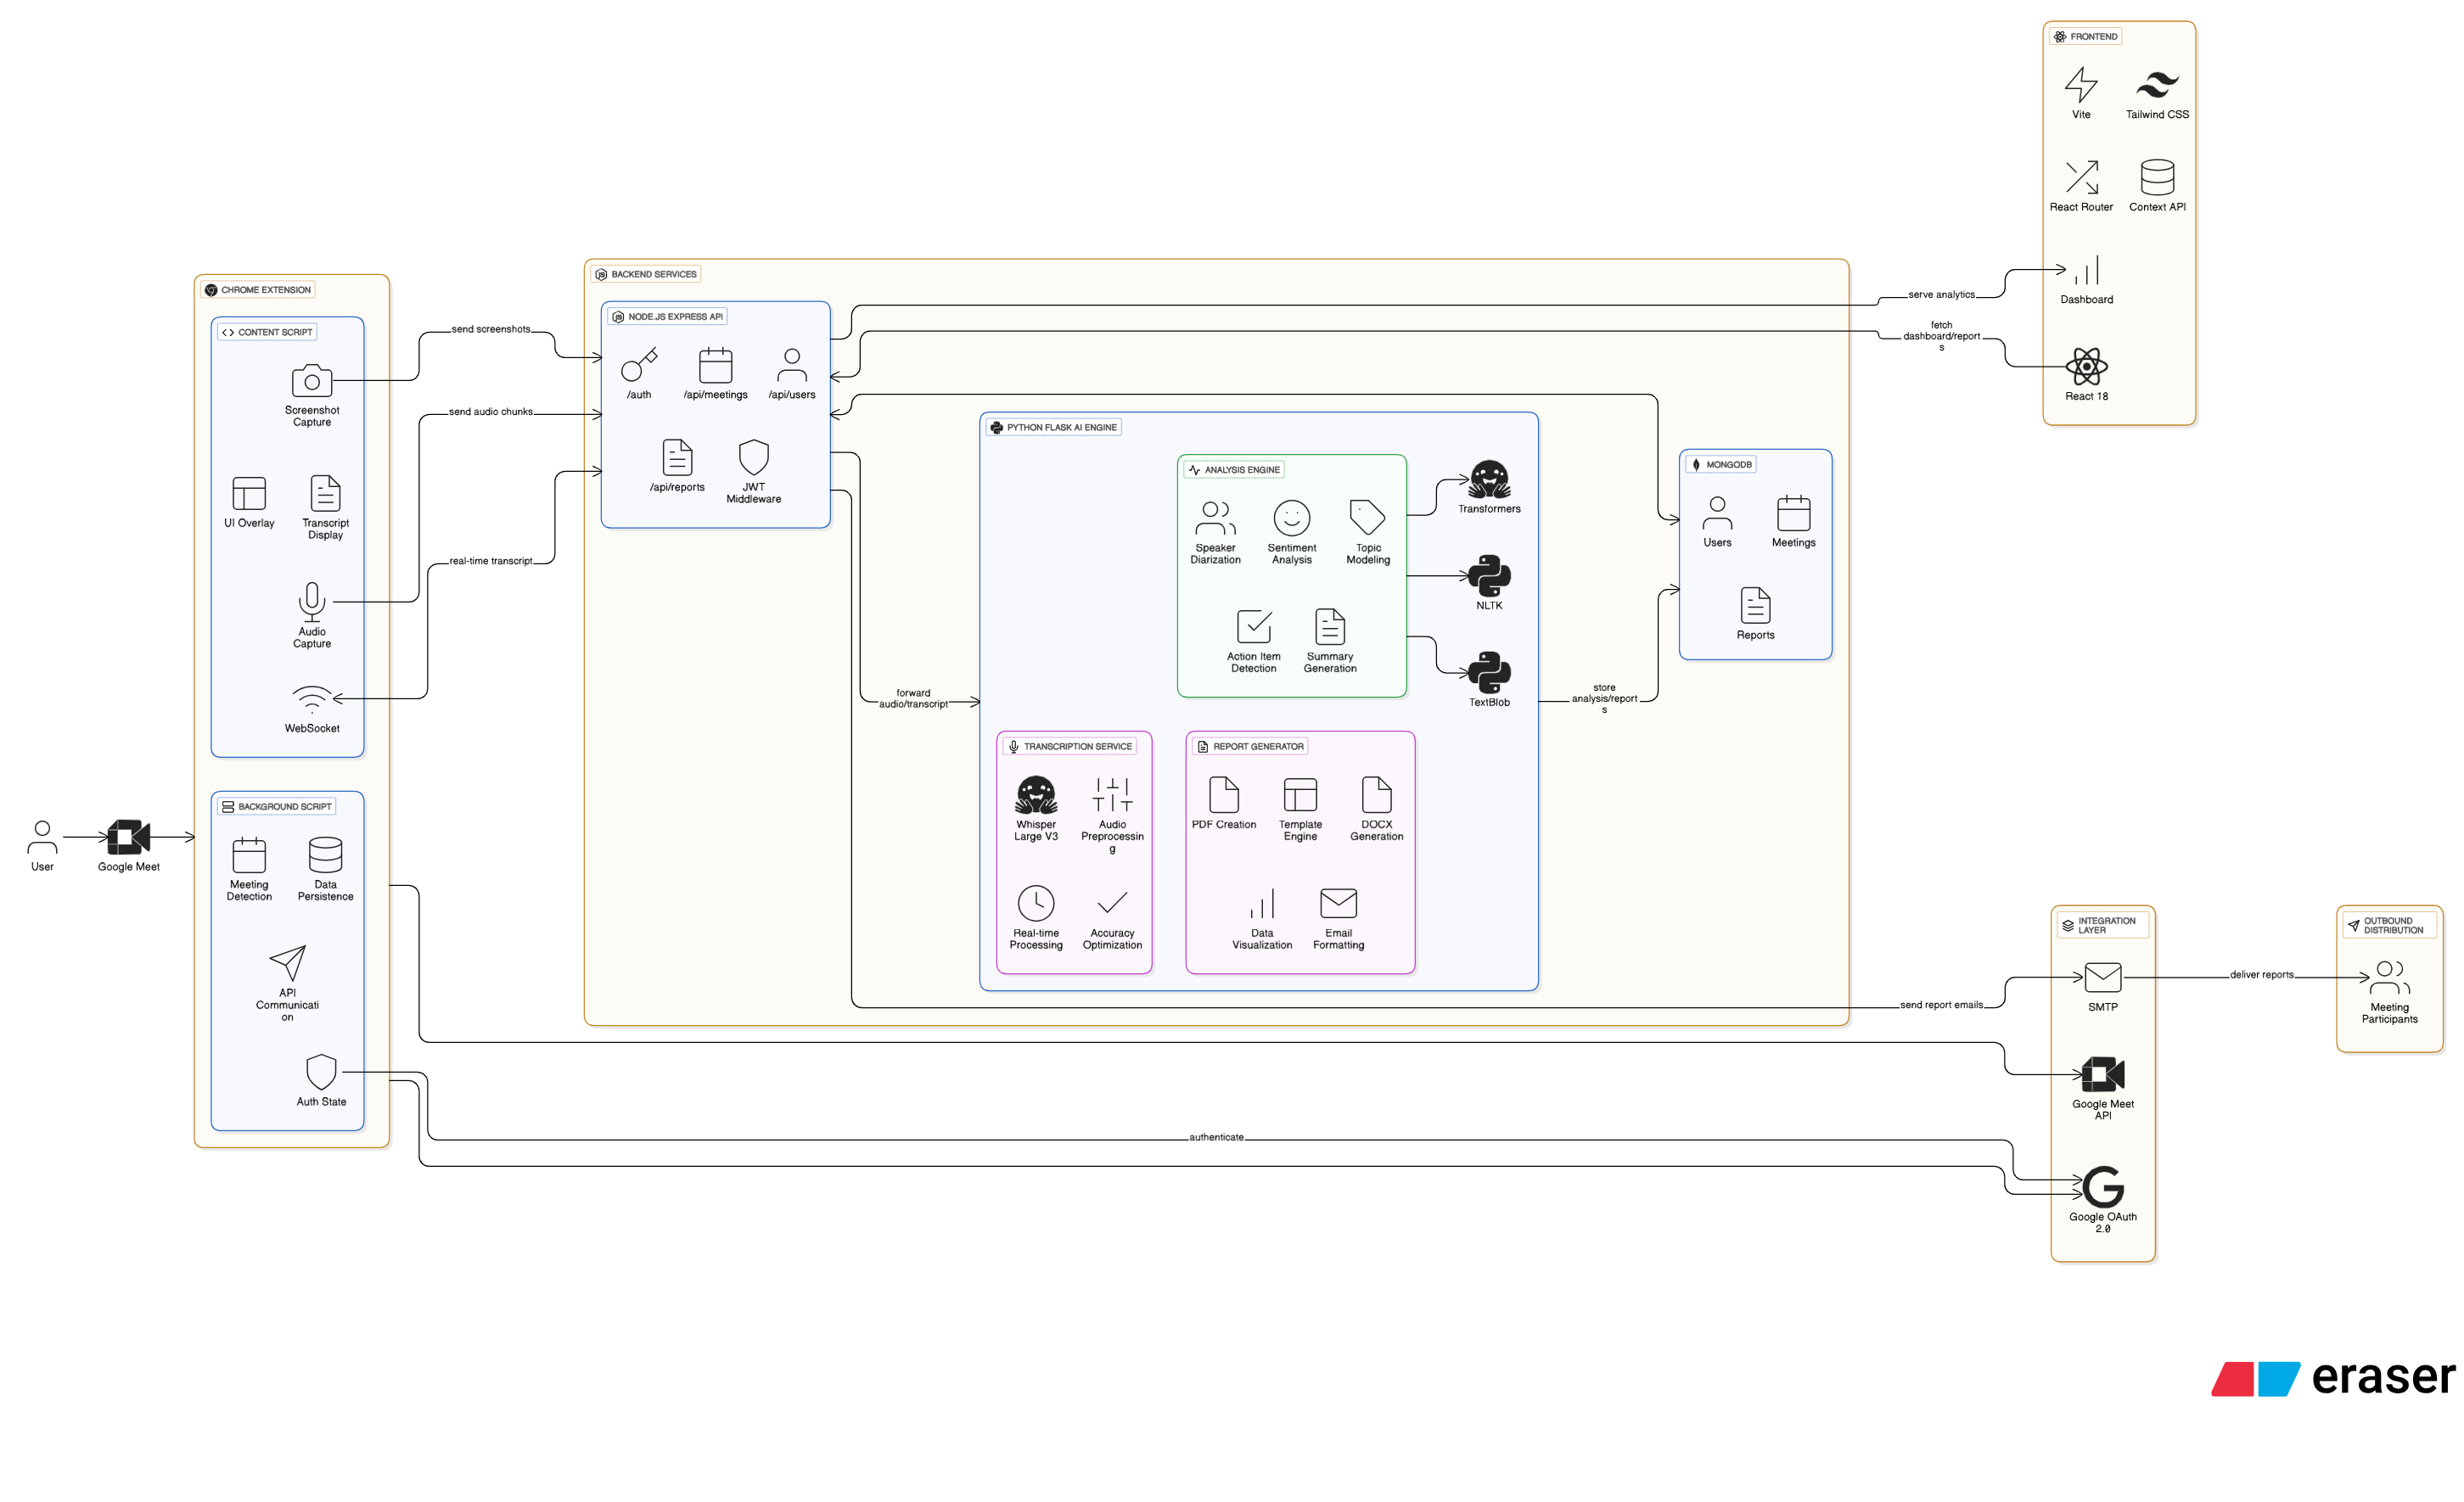 FRONTEND
Vite
Tailwind CSS
React Router
Context API
Dashboard
React 18
CHROME EXTENSION
CONTENT SCRIPT
Screenshot
Capture
UI Overlay
Transcript
Display
Audio
Capture
WebSocket
BACKGROUND SCRIPT
Meeting
Detection
Data
Persistence
API
Communicati
on
Auth State
User
Google Meet
send screenshots
send audio chunks
real-time transcript
BACKEND SERVICES
NODE.JS EXPRESS API
/auth
/api/meetings
/api/users
/api/reports
JWT
Middleware
forward
audio/transcript
PYTHON FLASK AI ENGINE
ANALYSIS ENGINE
Speaker
Diarization
Sentiment
Analysis
Topic
Modeling
Action Item
Detection
Summary
Generation
Transformers
NLTK
TextBlob
TRANSCRIPTION SERVICE
Whisper
Large V3
Audio
Preprocessin
g
Real-time
Processing
Accuracy
Optimization
REPORT GENERATOR
PDF Creation
Template
Engine
DOCX
Generation
Data
Visualization
Email
Formatting
store
analysis/report
s
MONGODB
Users
Meetings
Reports
serve analytics
fetch
dashboard/report
s
send report emails
authenticate
INTEGRATION
LAYER
SMTP
Google Meet
API
Google OAuth
2.0
deliver reports
OUTBOUND
DISTRIBUTION
Meeting
Participants
eraser